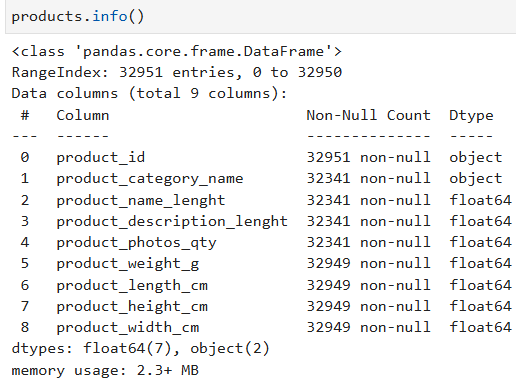 products.info()
<class 'pandas.core.frame.DataFrame'>
RangeIndex: 32951 entries, 0 to 32950
Data columns (total 9 columns):
 #   Column                      Non-Null Count  Dtype
---  ------                      --------------  -----
 0   product_id                  32951 non-null  object
 1   product_category_name       32341 non-null  object
 2   product_name_lenght         32341 non-null  float64
 3   product_description_lenght  32341 non-null  float64
 4   product_photos_qty          32341 non-null  float64
 5   product_weight_g            32949 non-null  float64
 6   product_length_cm           32949 non-null  float64
 7   product_height_cm           32949 non-null  float64
 8   product_width_cm            32949 non-null  float64
dtypes: float64(7), object(2)
memory usage: 2.3+ MB